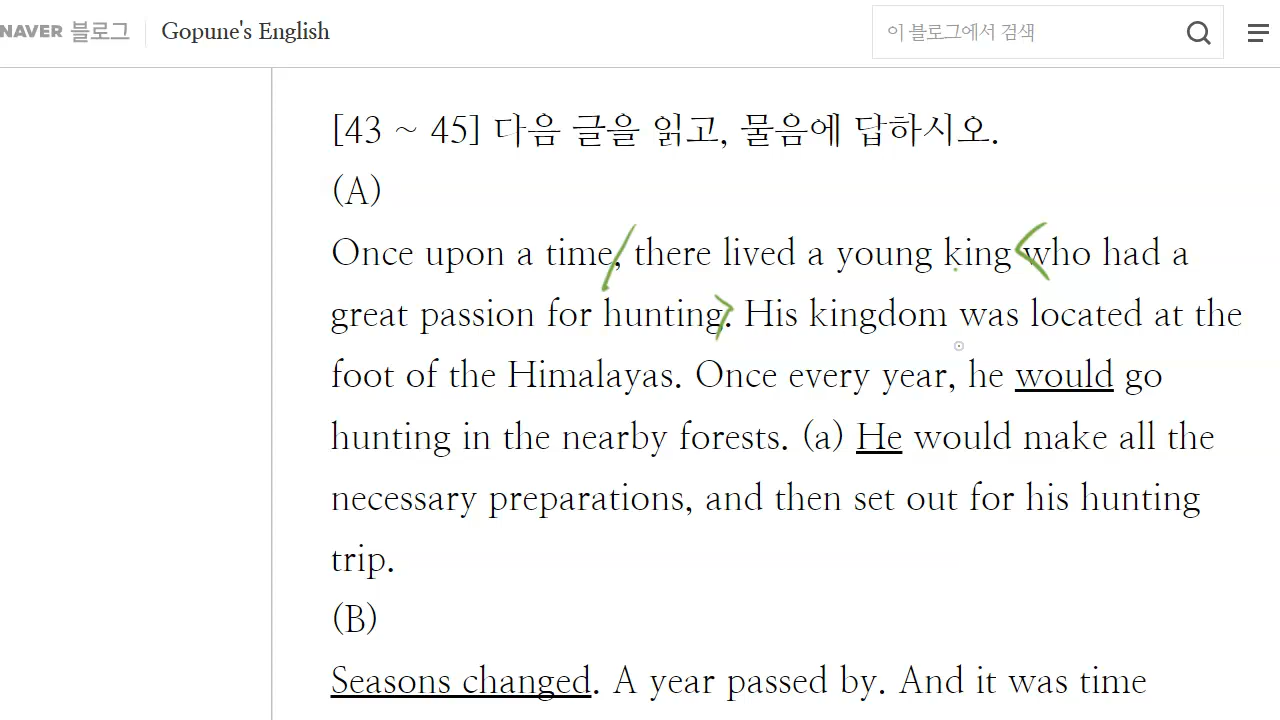 NAVER 블로그 Gopune's English 이 블로그에서 검색
[43 ~ 45] 다음 글을 읽고, 물음에 답하시오.
(A)
Once upon a time, there lived a young king who had a
great passion for hunting. His kingdom was located at the
foot of the Himalayas. Once every year, he would go
hunting in the nearby forests. (a) He would make all the
necessary preparations, and then set out for his hunting
trip.
(B)
Seasons changed. A year passed by. And it was time